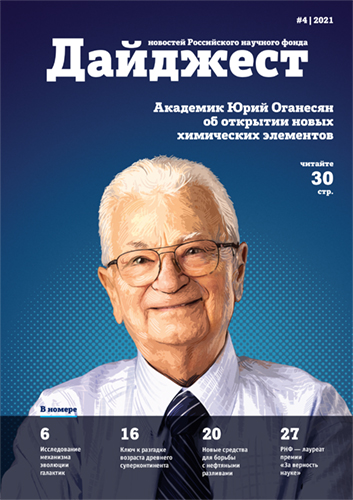 #4 | 2021
новостей Российского научного фонда
Дайджест
Академик Юрий Оганесян
об открытии новых
химических элементов
читайте
30
стр.
В номере
6
Исследование
механизма
эволюции
галактик
16
Ключ к разгадке
возраста древнего
суперконтинента
20
Новые средства
для борьбы
с нефтяными
разливами
27
РНФ — лауреат
премии
«За верность
науке»